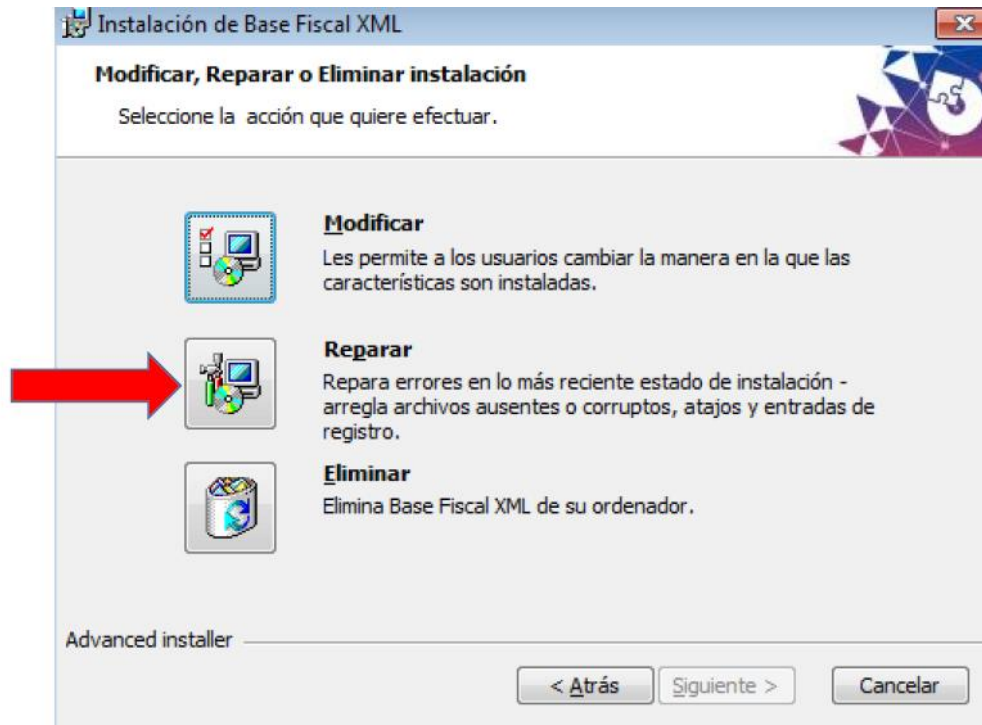 Instalación de Base Fiscal XML
Modificar, Reparar o Eliminar instalación
Seleccione la acción que quiere efectuar.
Modificar
Les permite a los usuarios cambiar la manera en la que las
características son instaladas.
Reparar
Repara errores en lo más reciente estado de instalación -
arregla archivos ausentes o corruptos, atajos y entradas de
registro.
Eliminar
Elimina Base Fiscal XML de su ordenador.
Advanced installer
< Atrás
Siguiente >
Cancelar